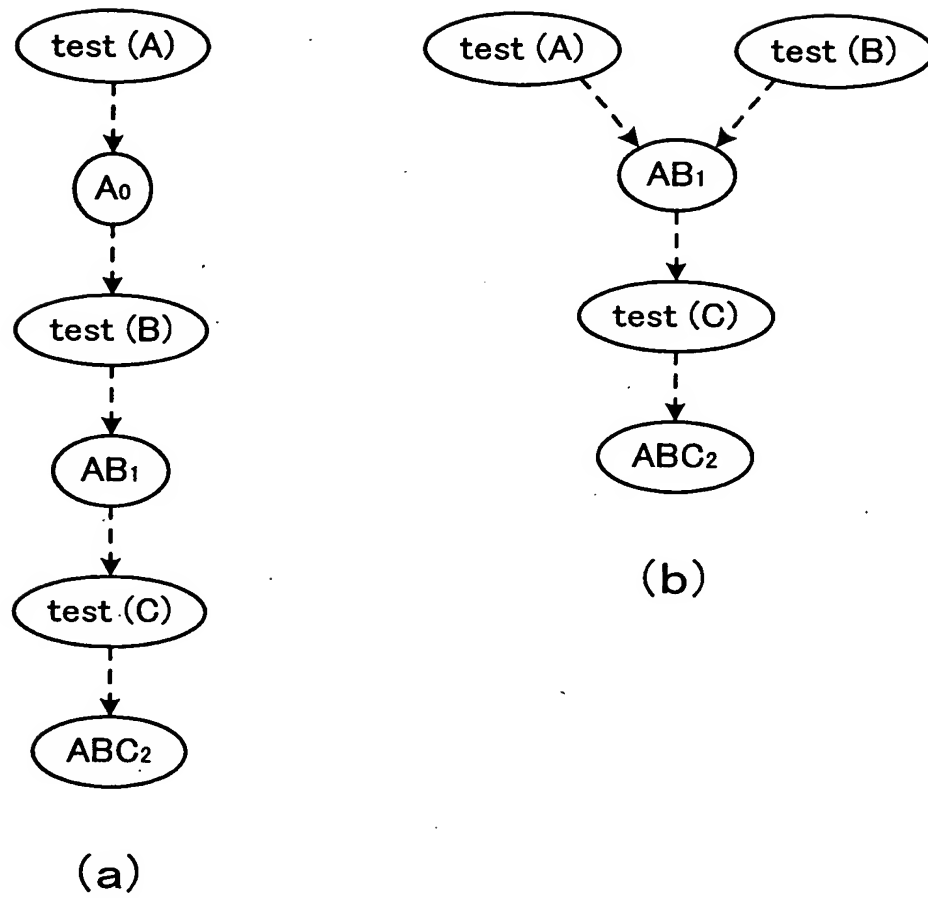 test (A)
A₀
test (B)
AB₁
test (C)
ABC₂
(a)
test (A)
test (B)
AB₁
test (C)
ABC₂
(b)